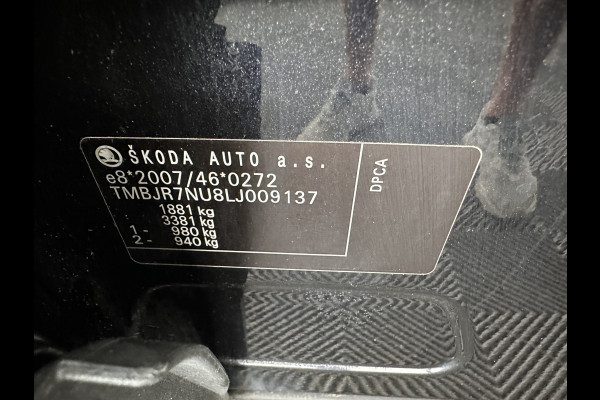 ŠKODA AUTO a.s.
e8*2007/46*0272
TMBJR7NU8LJ009137
1881 kg
3381 kg
1 - 980 kg
2 - 940 kg
DPCA